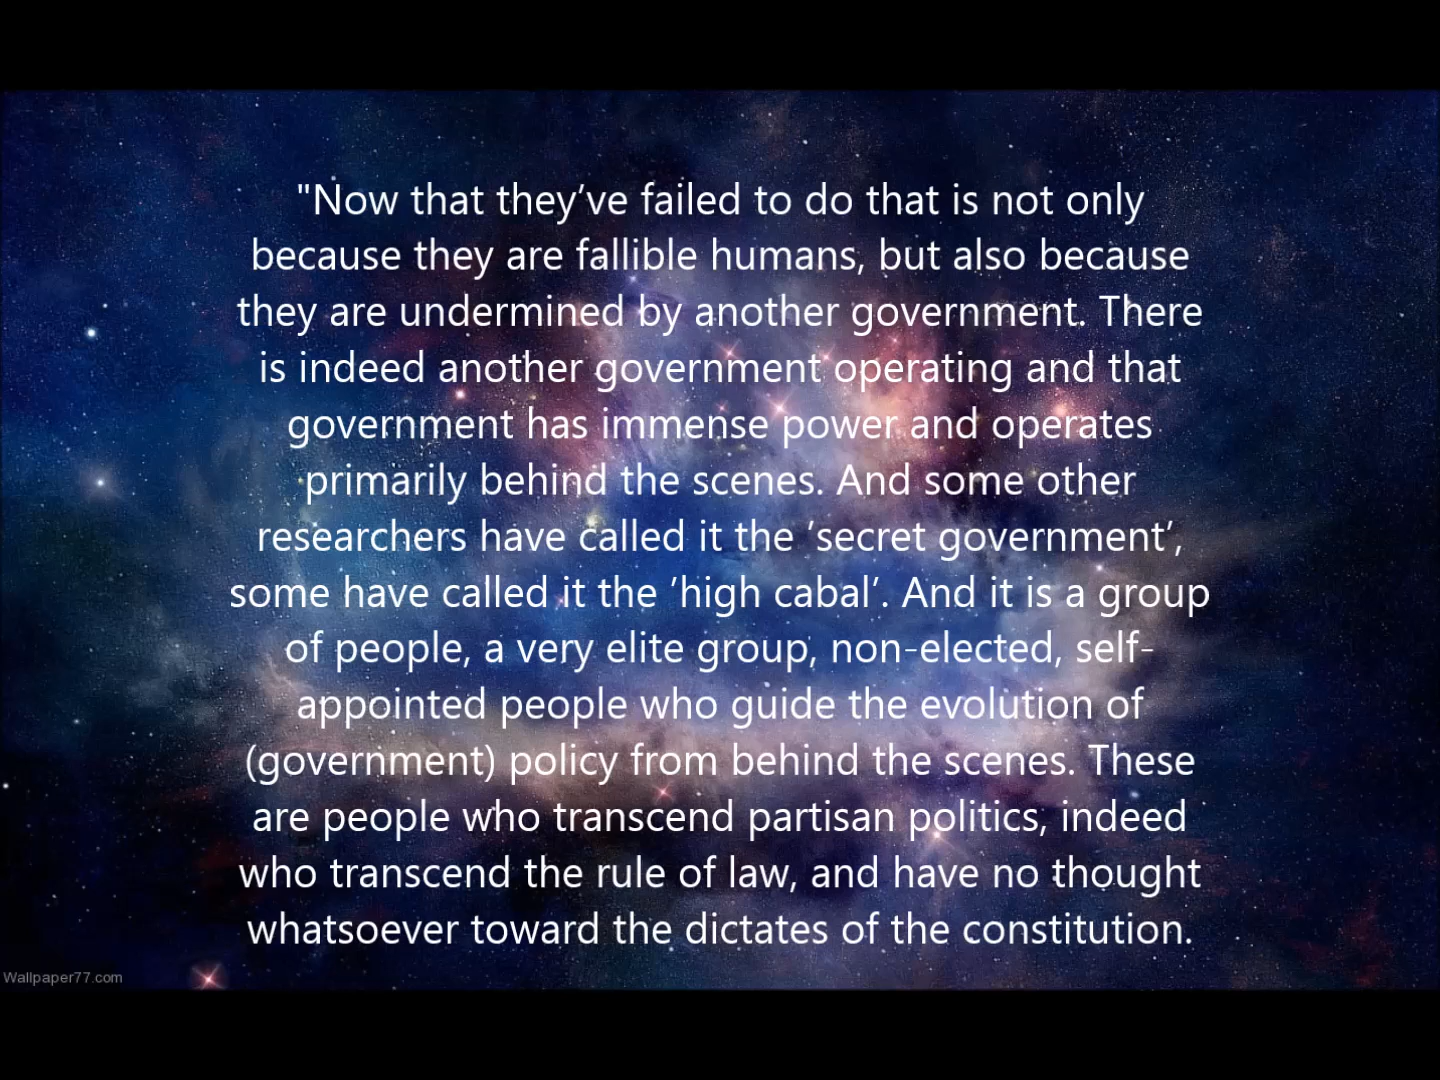 "Now that they’ve failed to do that is not only
because they are fallible humans, but also because
they are undermined by another government. There
is indeed another government operating and that
government has immense power and operates
primarily behind the scenes. And some other
researchers have called it the ’secret government’,
some have called it the ’high cabal’. And it is a group
of people, a very elite group, non-elected, self-
appointed people who guide the evolution of
(government) policy from behind the scenes. These
are people who transcend partisan politics, indeed
who transcend the rule of law, and have no thought
whatsoever toward the dictates of the constitution.
Wallpaper77.com